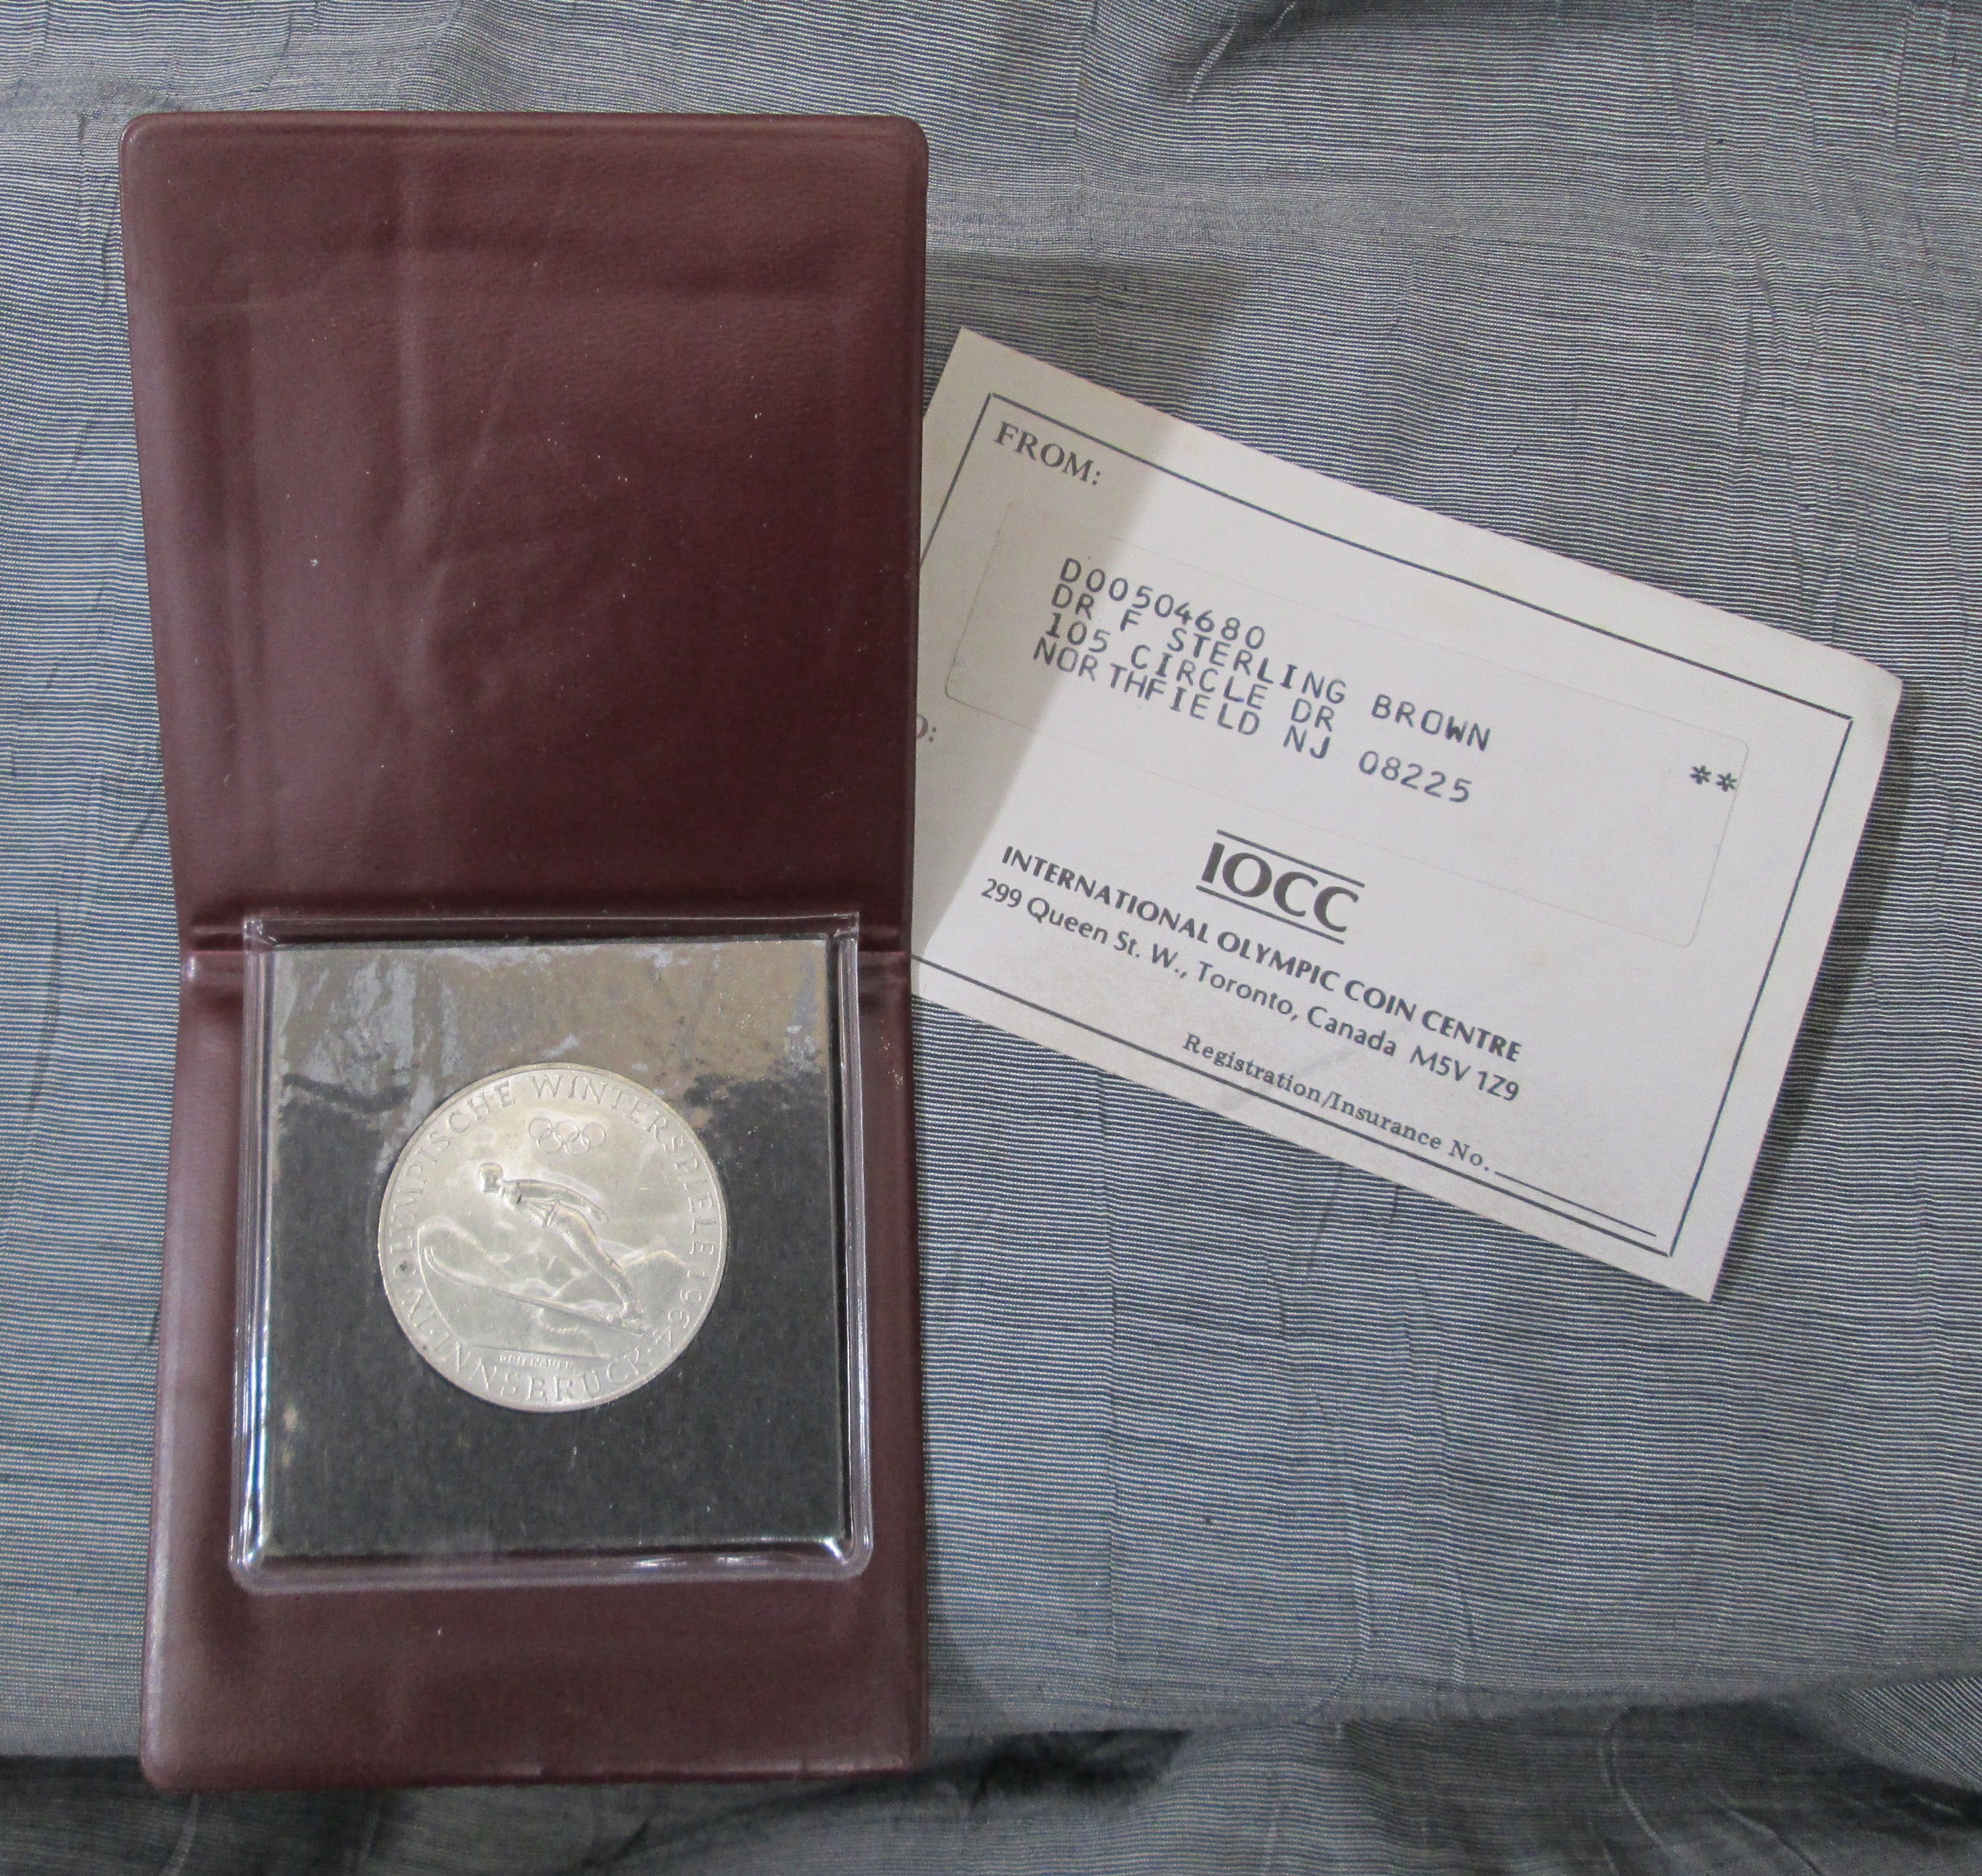 OLYMPISCHE WINTERSPIELE 1964
·IX· INNSBRUCK·
FROM:
D00504680
DR F STERLING BROWN
105 CIRCLE DR
NORTHFIELD NJ 08225
**
O:
IOCC
INTERNATIONAL OLYMPIC COIN CENTRE
299 Queen St. W., Toronto, Canada M5V 1Z9
Registration/Insurance No.